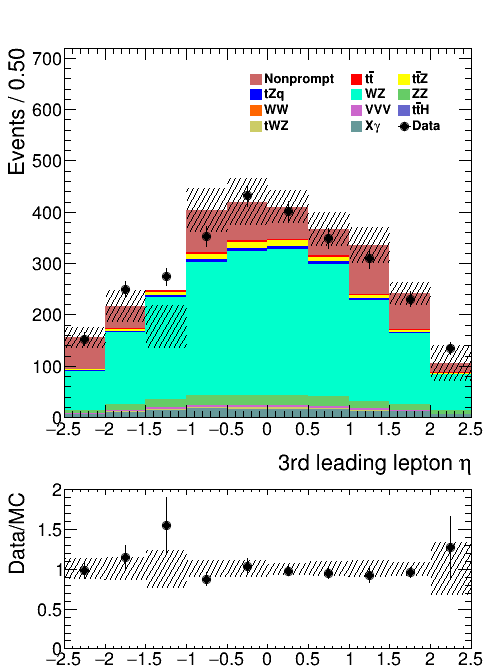 Events / 0.50
700
600
500
400
300
200
100
0
Nonprompt tt̄ tt̄Z
tZq WZ ZZ
WW VVV tt̄H
tWZ Xγ Data
−2.5 −2 −1.5 −1 −0.5 0 0.5 1 1.5 2 2.5
3rd leading lepton η
Data/MC
2
1.5
1
0.5
0
−2.5 −2 −1.5 −1 −0.5 0 0.5 1 1.5 2 2.5